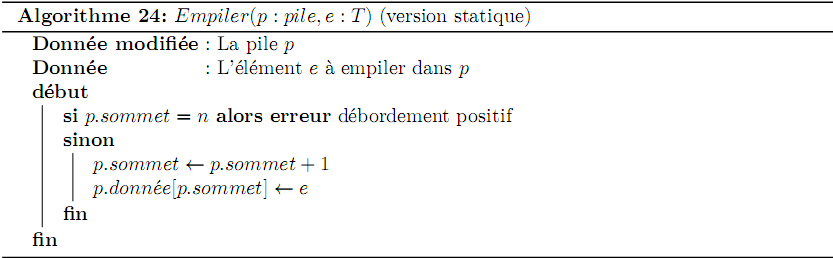 Algorithme 24: Empiler(p : pile, e : T) (version statique)
Donnée modifiée : La pile p
Donnée : L'élément e à empiler dans p
début
si p.sommet = n alors erreur débordement positif
sinon
p.sommet ← p.sommet + 1
p.donnée[p.sommet] ← e
fin
fin